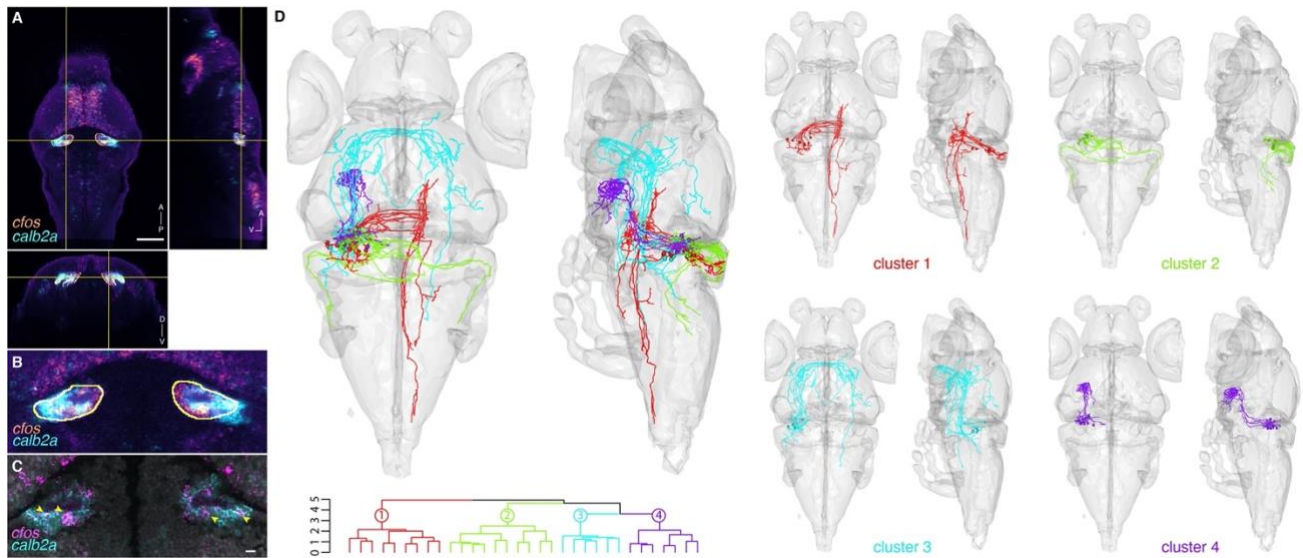 A
cfos
calb2a
A
P
A
V
D
V
B
cfos
calb2a
C
cfos
calb2a
D
5
4
3
2
1
0
1
2
3
4
cluster 1
cluster 2
cluster 3
cluster 4